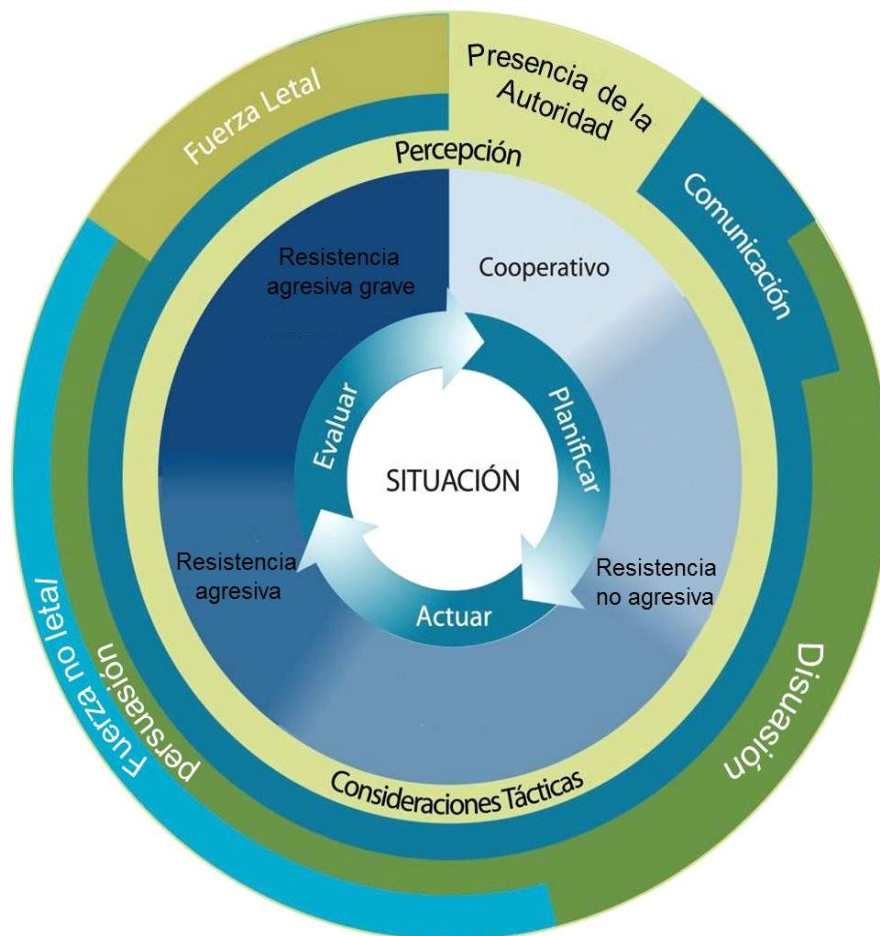 Fuerza Letal
Presencia de la
Autoridad
Percepción
Comunicación
Resistencia
agresiva grave
Cooperativo
Evaluar
Planificar
SITUACIÓN
Resistencia
agresiva
Resistencia
no agresiva
Actuar
Fuerza no letal
persuasión
Disuasión
Consideraciones Tácticas